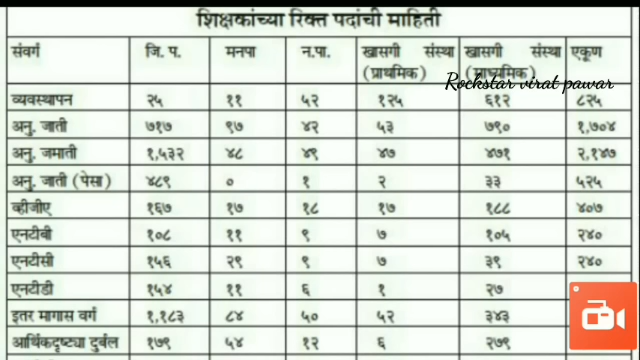 शिक्षकांच्या रिक्त पदांची माहिती
संवर्ग जि. प. मनपा न.पा. खासगी संस्था (प्राथमिक) खासगी संस्था (माध्यमिक) एकूण
Rockstar virat pawar
व्यवस्थापन २५ ११ ५२ १२५ ६१२ ८२५
अनु. जाती ७१७ ९७ ४२ ५३ ७९० १,७०४
अनु. जमाती १,५३२ ४८ ४९ ४७ ४७१ २,१४७
अनु. जाती (पेसा) ४८९ ० १ २ ३३ ५२५
व्हीजीए १६७ १७ १८ १७ १८८ ४०७
एनटीबी १०८ ११ ९ ७ १०५ २४०
एनटीसी १५६ २९ ९ ७ ३९ २४०
एनटीडी १५४ ११ ६ १ २७
इतर मागास वर्ग १,१८३ ८४ ५० ५२ ३४३
आर्थिकदृष्ट्या दुर्बल १७९ ५४ १२ ६ २७९